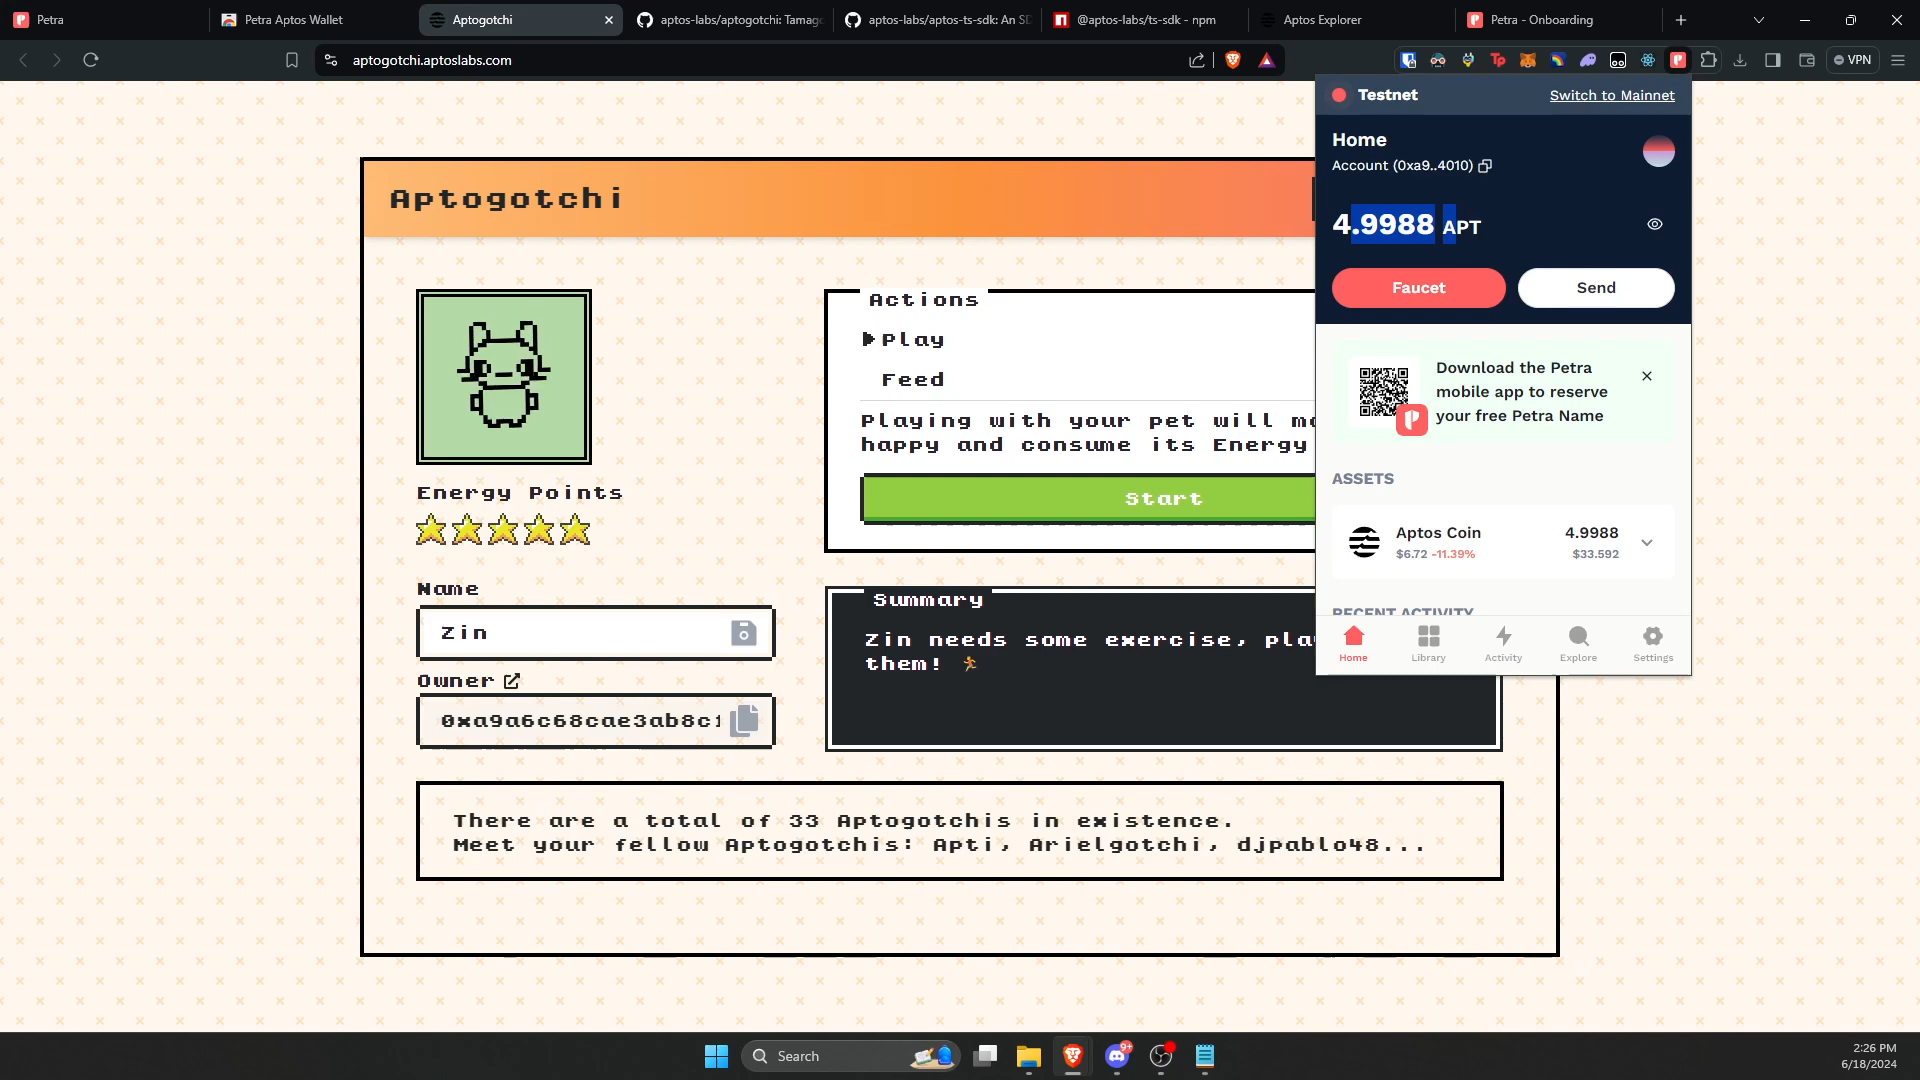 Petra
Petra Aptos Wallet
Aptogotchi
aptos-labs/aptogotchi: Tamago
aptos-labs/aptos-ts-sdk: An SD
@aptos-labs/ts-sdk - npm
Aptos Explorer
Petra - Onboarding
aptogotchi.aptoslabs.com
VPN
Testnet
Switch to Mainnet
Home
Account (0xa9..4010)
4.9988 APT
Faucet
Send
Download the Petra
mobile app to reserve
your free Petra Name
ASSETS
Aptos Coin
4.9988
$6.72 -11.39%
$33.592
RECENT ACTIVITY
Home
Library
Activity
Explore
Settings
Aptogotchi
Actions
Play
Feed
Playing with your pet will
happy and consume its Energy
Start
Energy Points
Name
Zin
Owner
0xa9a6c68cae3ab8c1
Summary
Zin needs some exercise,
them! 🏃
There are a total of 33 Aptogotchis in existence.
Meet your fellow Aptogotchis: Apti, Arielgotchi, djpablo48...
Search
9+
2:26 PM
6/18/2024